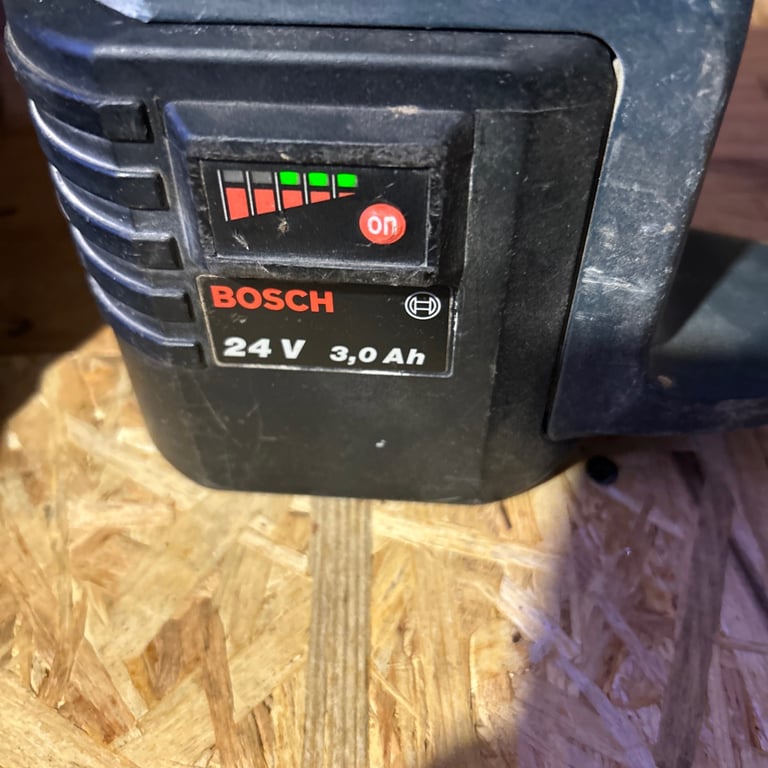 on
BOSCH
24 V 3,0 Ah